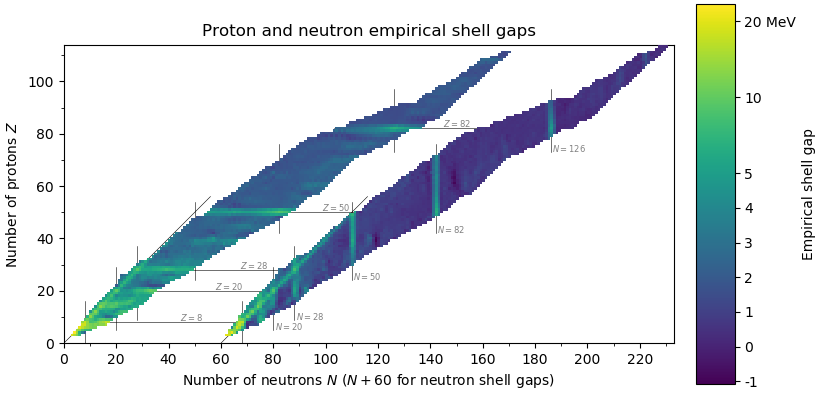 Proton and neutron empirical shell gaps
20 MeV
10
5
4
3
2
1
0
-1
Empirical shell gap
Number of protons Z
100
80
60
40
20
0
Z = 82
N = 126
Z = 50
N = 82
Z = 28
N = 50
Z = 20
N = 28
Z = 8
N = 20
0 20 40 60 80 100 120 140 160 180 200 220
Number of neutrons N (N + 60 for neutron shell gaps)